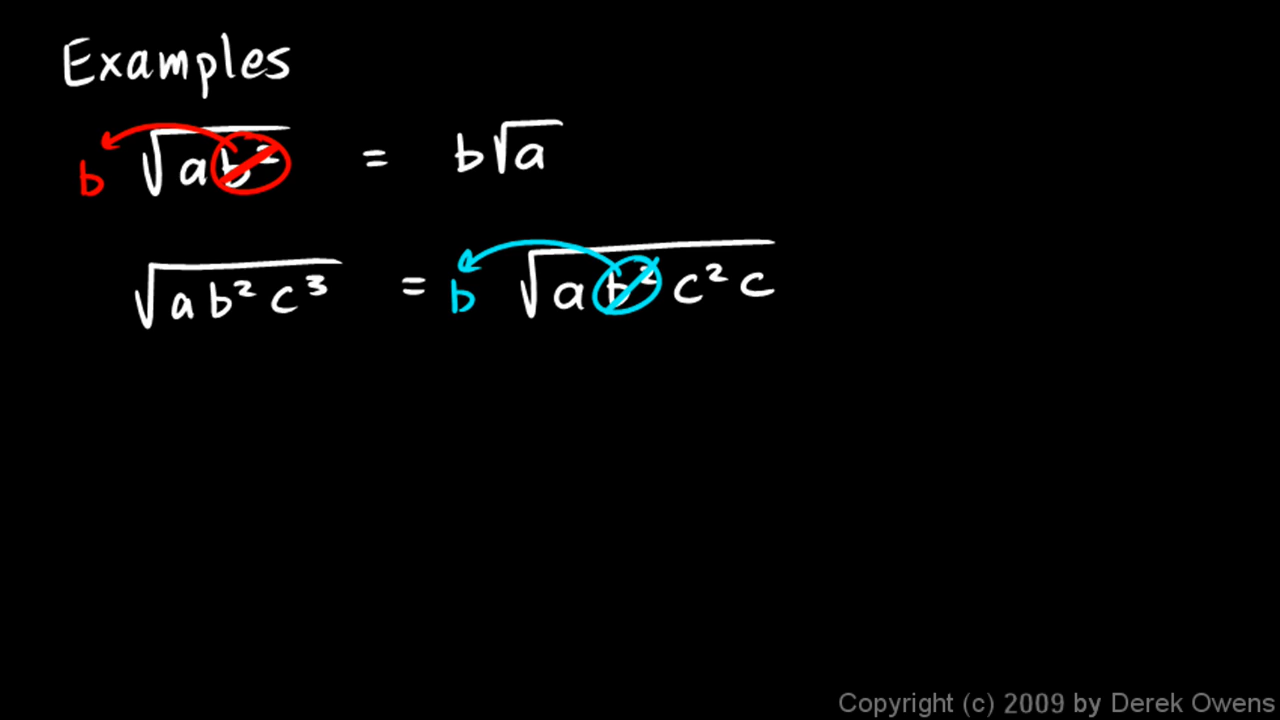 Examples
b √ab² = b√a
√ab²c³ = b √ab²c²c
Copyright (c) 2009 by Derek Owens